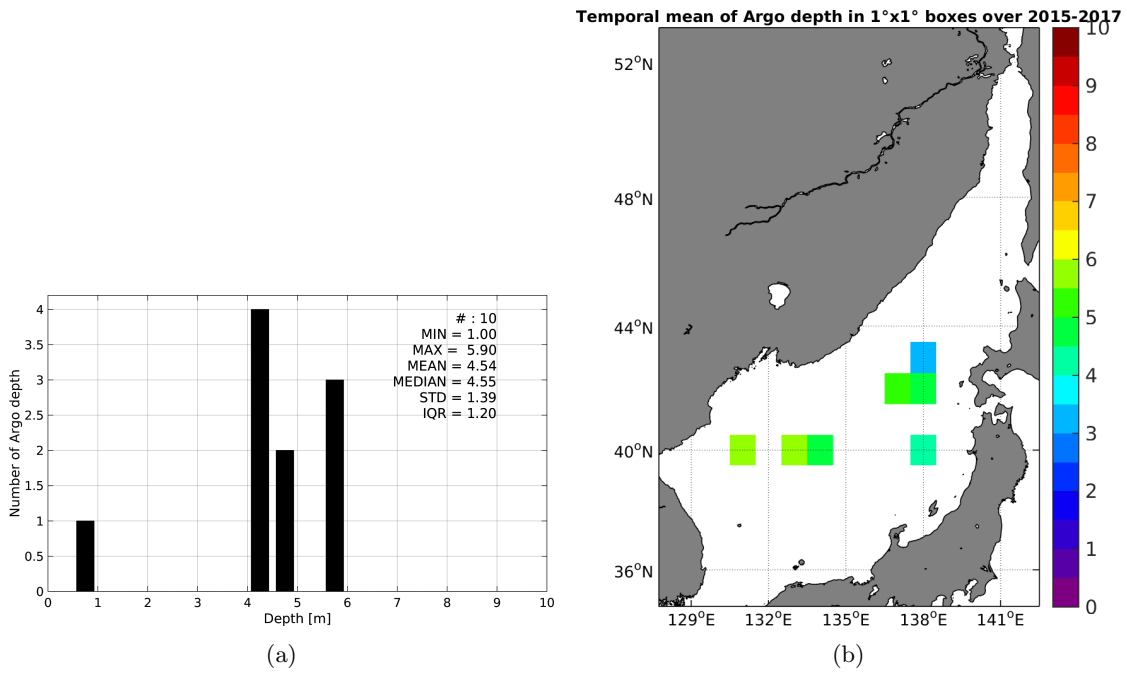 Temporal mean of Argo depth in 1°x1° boxes over 2015-2017
Number of Argo depth
4
3.5
3
2.5
2
1.5
1
0.5
0
# : 10
MIN = 1.00
MAX = 5.90
MEAN = 4.54
MEDIAN = 4.55
STD = 1.39
IQR = 1.20
0 1 2 3 4 5 6 7 8 9 10
Depth [m]
(a)
52°N
48°N
44°N
40°N
36°N
129°E 132°E 135°E 138°E 141°E
10
9
8
7
6
5
4
3
2
1
0
(b)